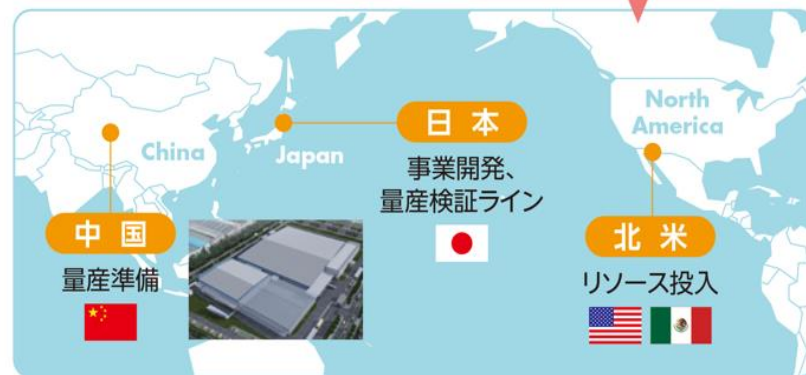 China
Japan
North
America
日本
事業開発、
量産検証ライン
中国
量産準備
北米
リソース投入